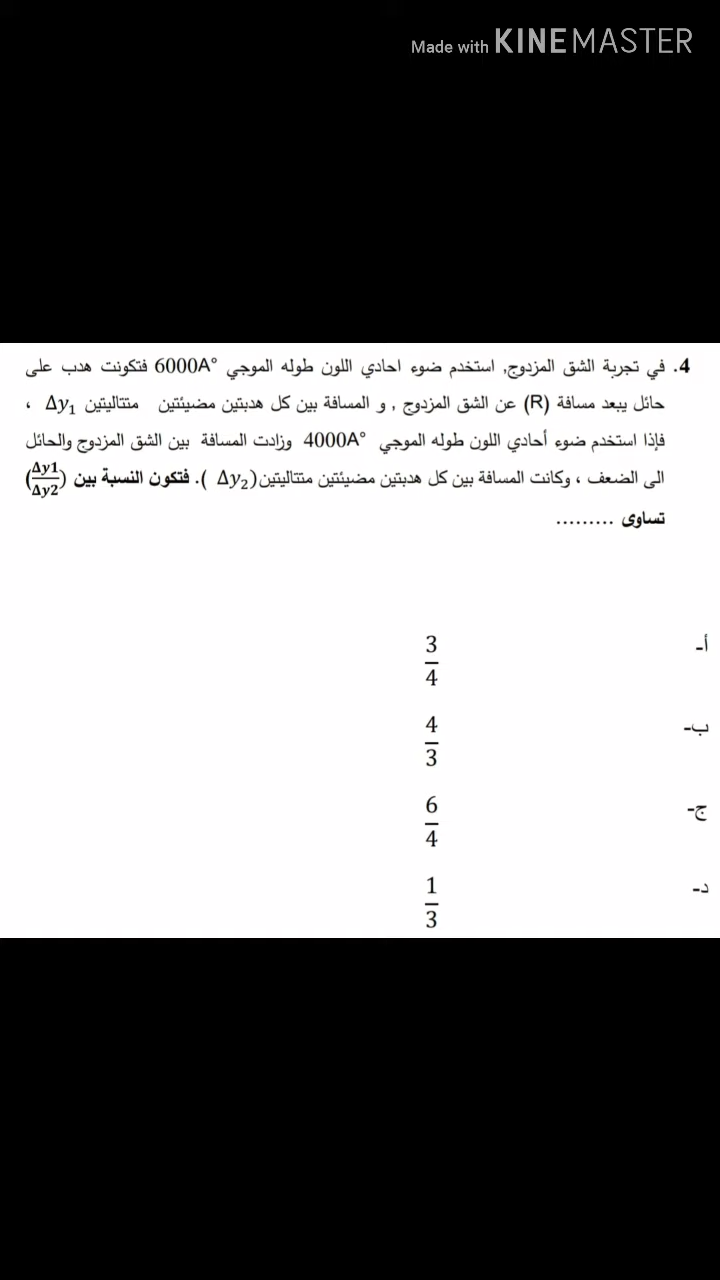 Made with KINEMASTER
4. في تجربة الشق المزدوج, استخدم ضوء احادي اللون طوله الموجي 6000A° فتكونت هدب على
حائل يبعد مسافة (R) عن الشق المزدوج , و المسافة بين كل هدبتين مضيئتين متتاليتين Δy₁ ،
فإذا استخدم ضوء أحادي اللون طوله الموجي 4000A° وزادت المسافة بين الشق المزدوج والحائل
الى الضعف ، وكانت المسافة بين كل هدبتين مضيئتين متتاليتين(Δy₂ ). فتكون النسبة بين (Δy1/Δy2)
تساوى .........
أ- 3/4
ب- 4/3
ج- 6/4
د- 1/3